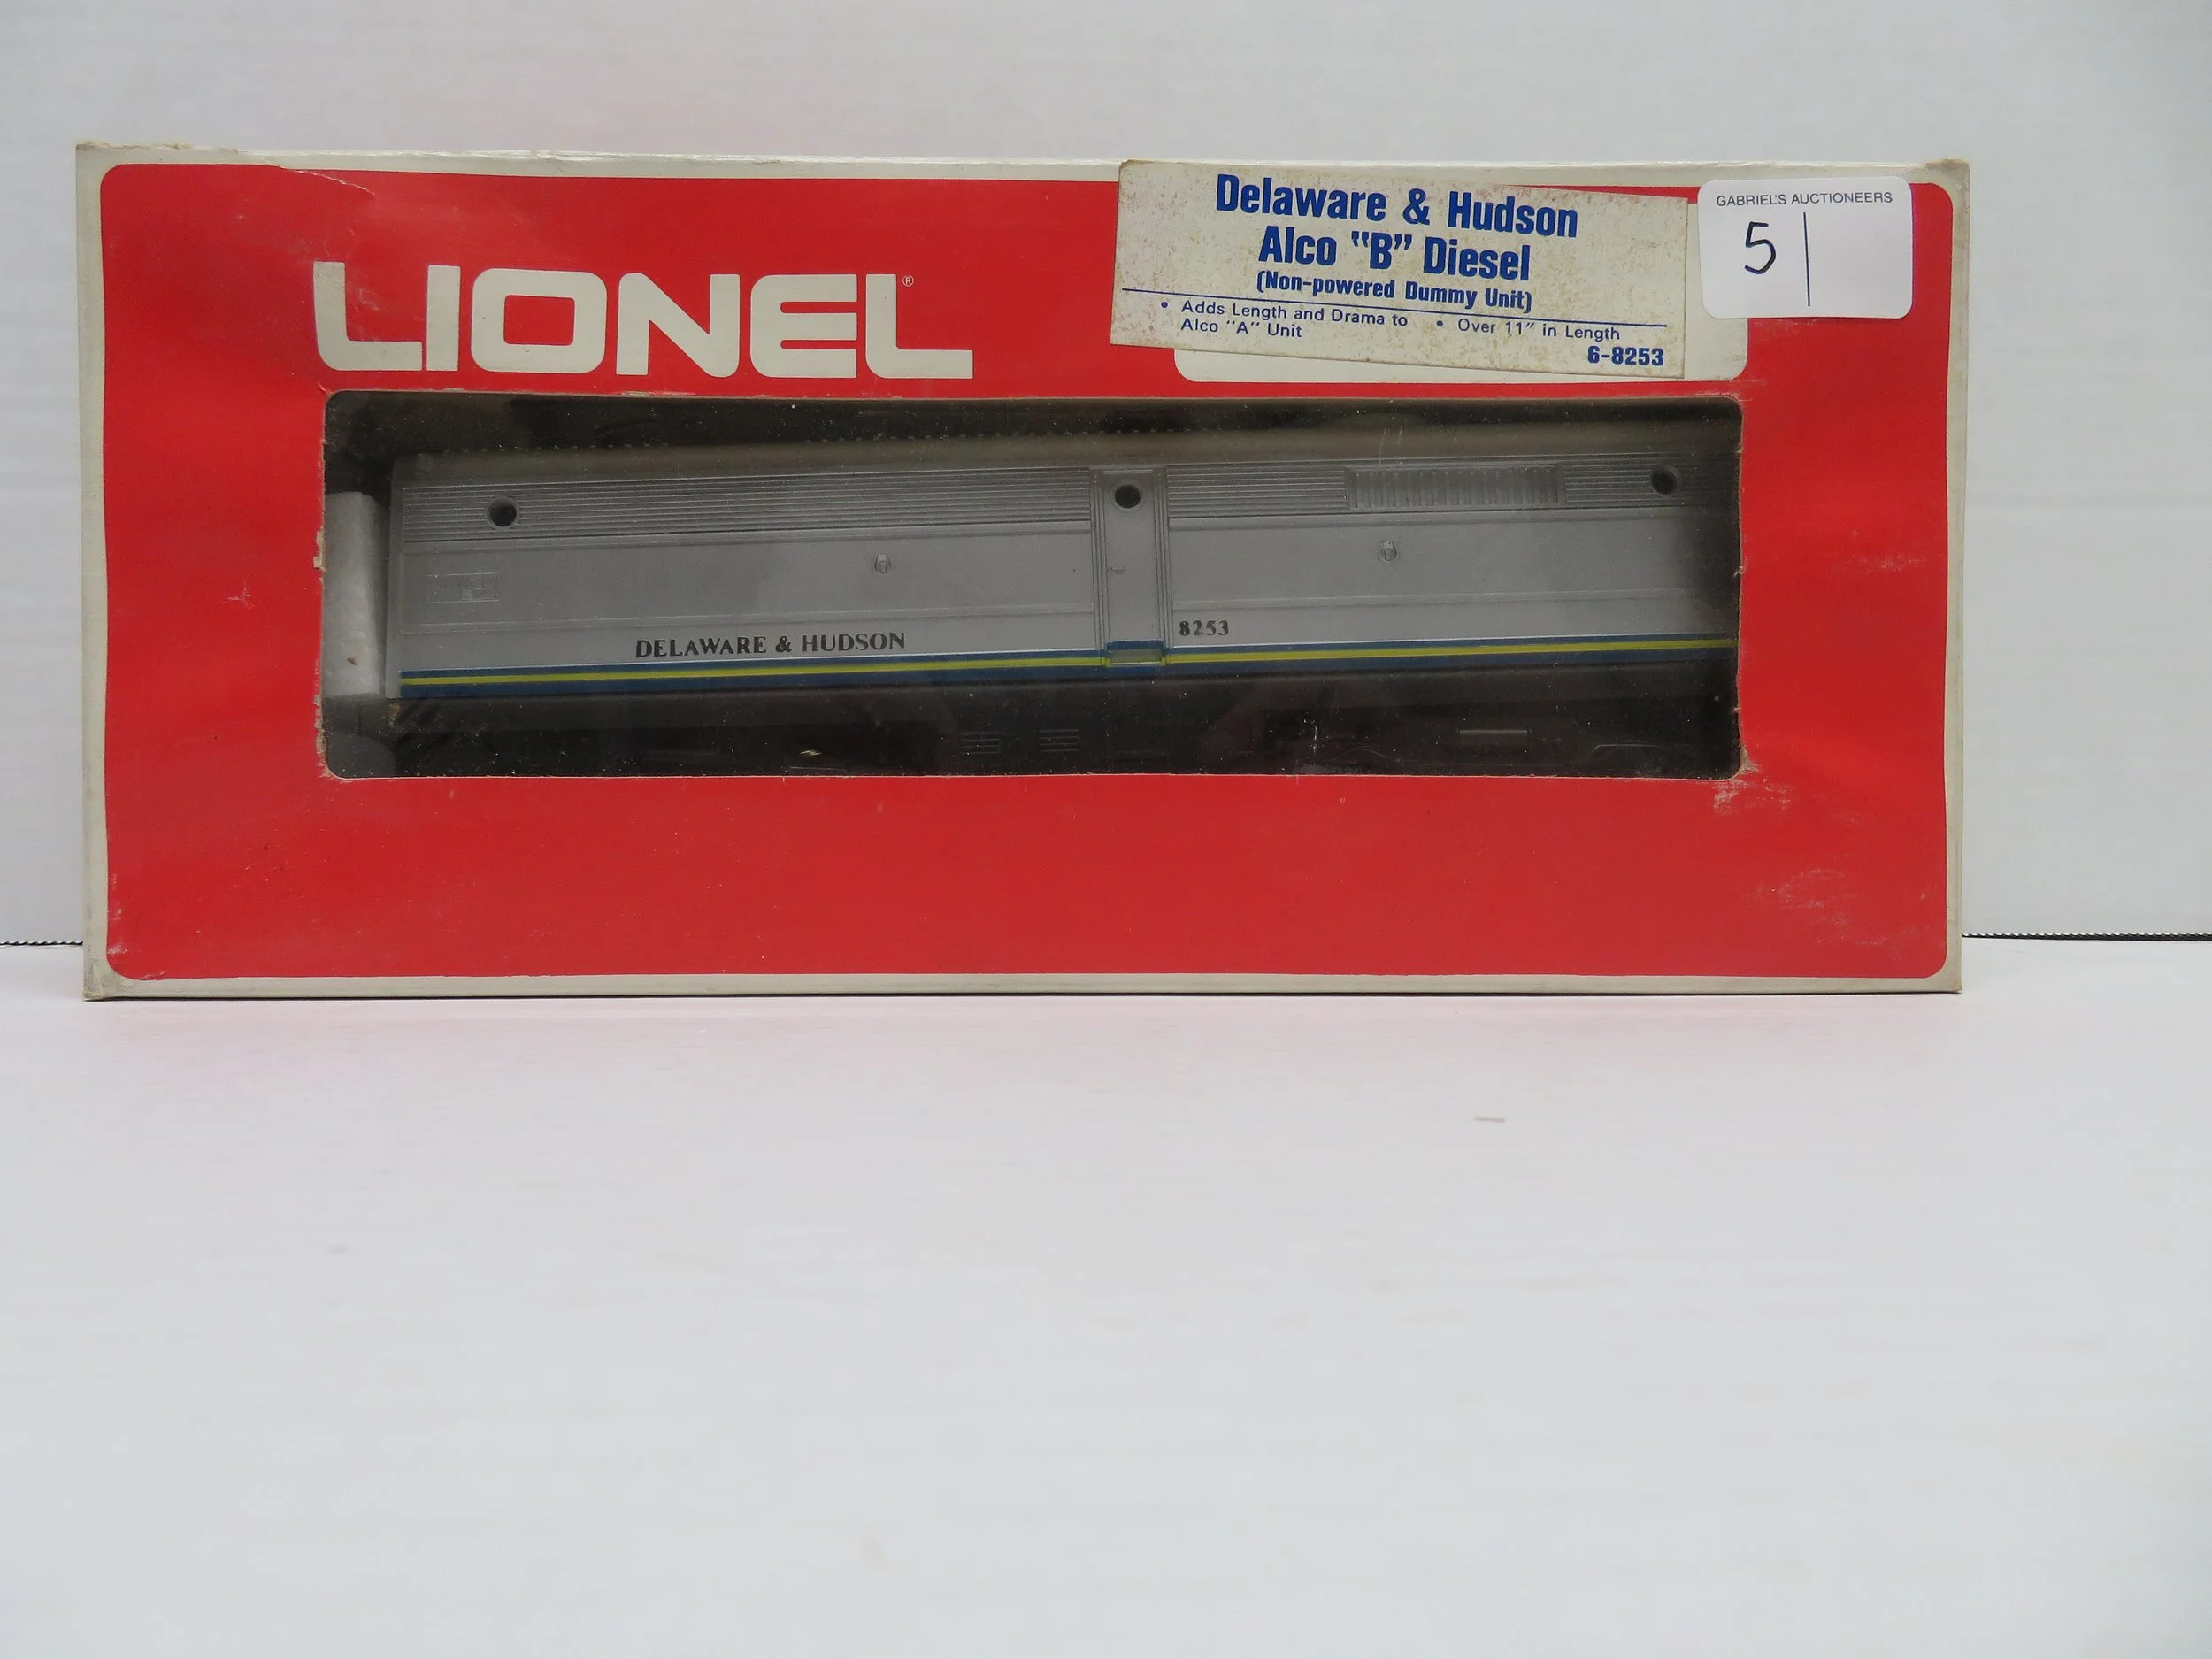 LIONEL®
Delaware & Hudson
Alco "B" Diesel
(Non-powered Dummy Unit)
• Adds Length and Drama to
Alco "A" Unit
• Over 11" in Length
6-8253
GABRIEL'S AUCTIONEERS
5|
DELAWARE & HUDSON
8253